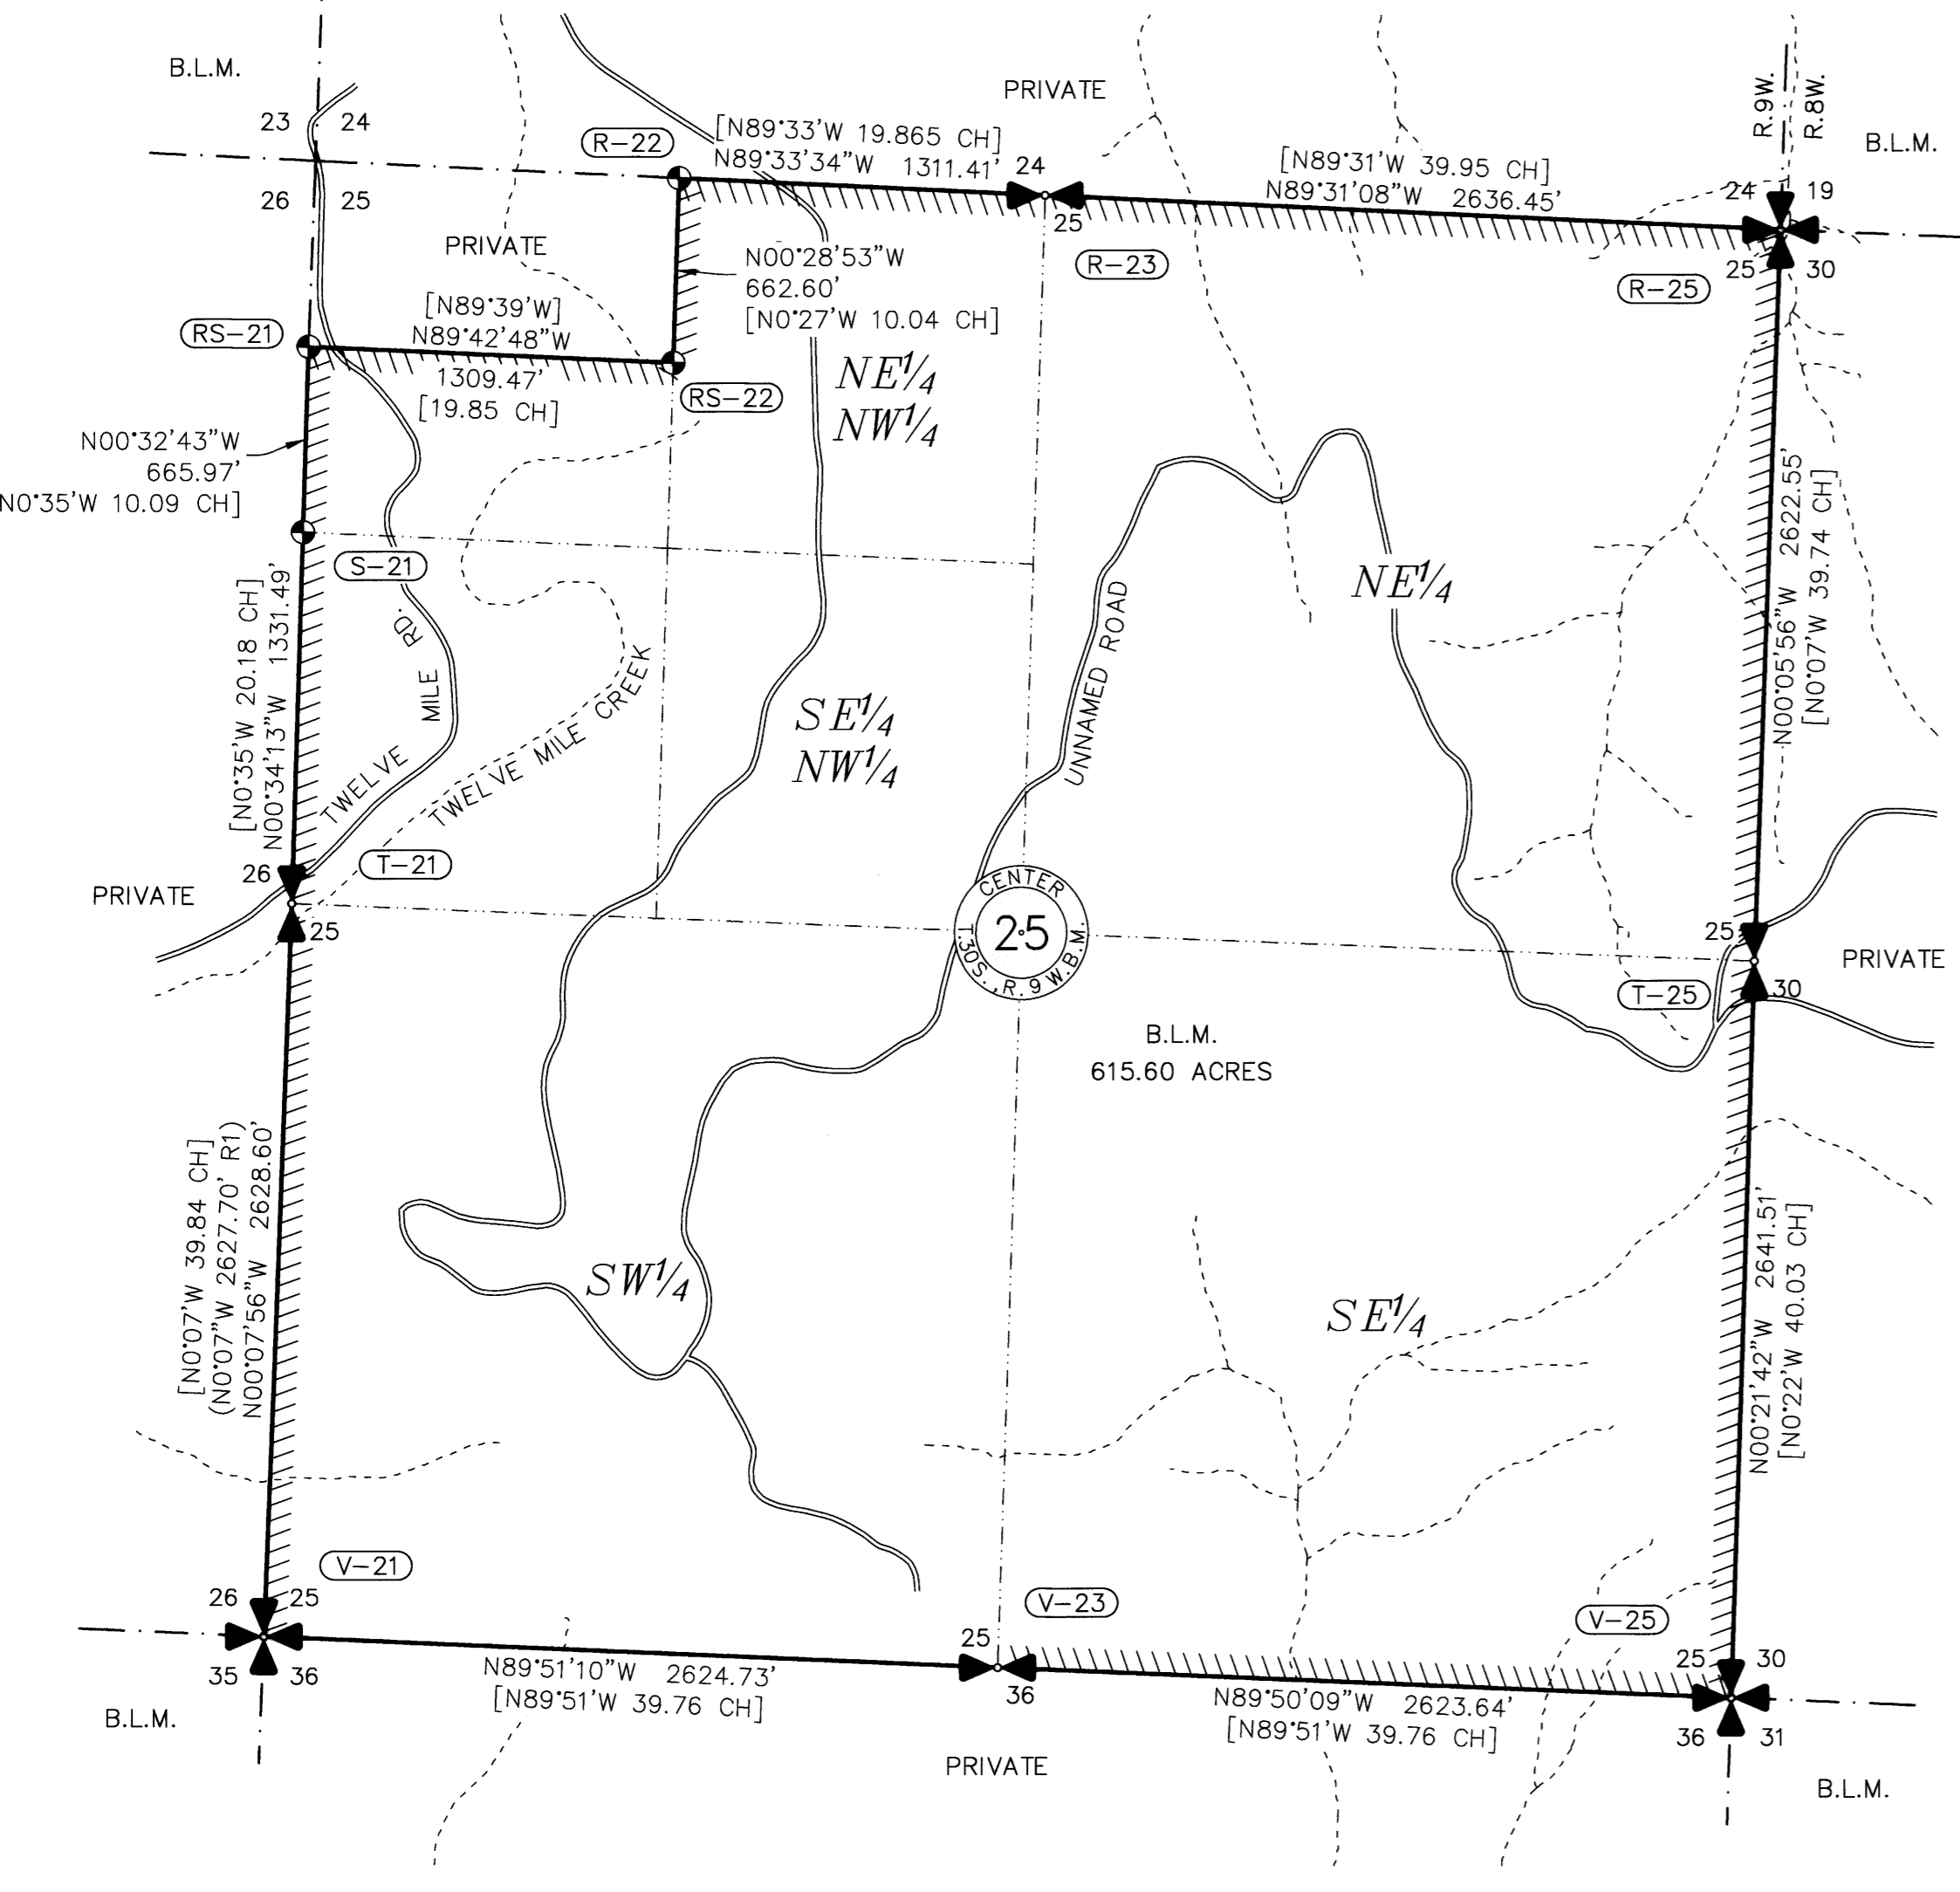 B.L.M.
PRIVATE
R.9W.
R.8W.
B.L.M.
23 24
26 25
R-22
[N89°33'W 19.865 CH]
N89°33'34"W 1311.41'
24
25
[N89°31'W 39.95 CH]
N89°31'08"W 2636.45'
24 19
25 30
R-23
R-25
PRIVATE
N00°28'53"W
662.60'
[N0°27'W 10.04 CH]
RS-21
[N89°39'W]
N89°42'48"W
1309.47'
[19.85 CH]
RS-22
NE1/4
NW1/4
N00°32'43"W
665.97'
N0°35'W 10.09 CH]
S-21
[N0°35'W 20.18 CH]
N00°34'13"W 1331.49'
TWELVE MILE RD.
TWELVE MILE CREEK
UNNAMED ROAD
NE1/4
N00°05'56"W 2622.55'
[N0°07'W 39.74 CH]
SE1/4
NW1/4
T-21
26
25
PRIVATE
CENTER
25
T.30S., R.9 W.B.M.
25
30
PRIVATE
T-25
B.L.M.
615.60 ACRES
[N0°07'W 39.84 CH]
(N0°07"W 2627.70' R1)
N00°07'56"W 2628.60'
SW1/4
SE1/4
N00°21'42"W 2641.51'
[N0°22'W 40.03 CH]
V-21
26 25
35 36
V-23
25
36
V-25
25 30
36 31
N89°51'10"W 2624.73'
[N89°51'W 39.76 CH]
N89°50'09"W 2623.64'
[N89°51'W 39.76 CH]
B.L.M.
PRIVATE
B.L.M.